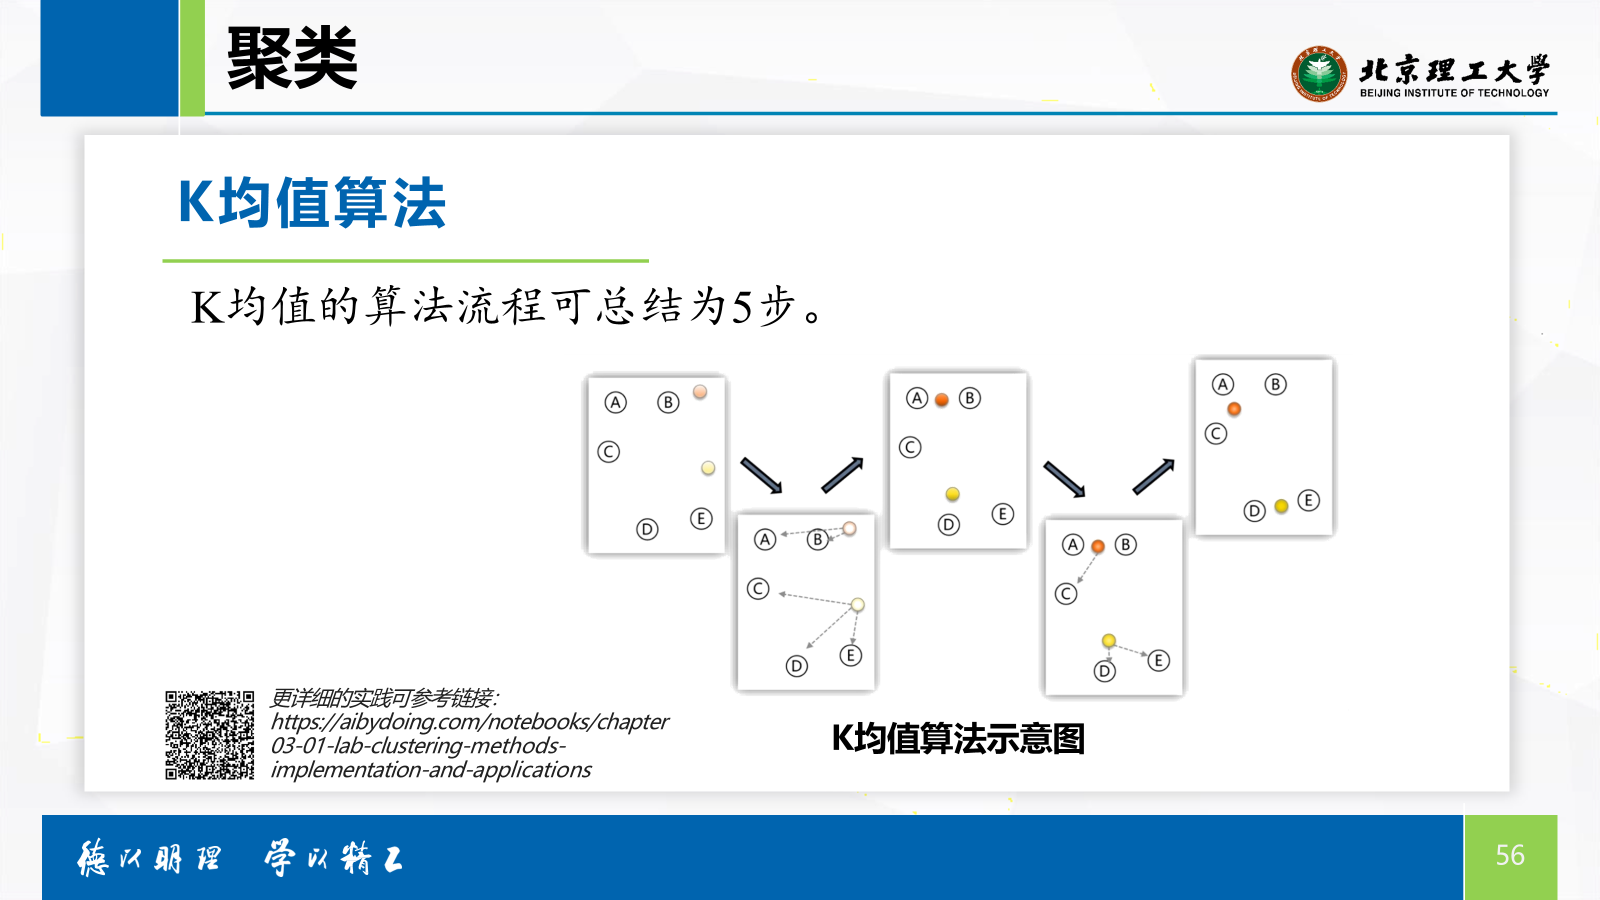 聚类
北京理工大学
BEIJING INSTITUTE OF TECHNOLOGY
K均值算法
K均值的算法流程可总结为5步。
A B
C
D E
A B
C
D E
A B
C
D E
A B
C
D E
A B
C
D E
K均值算法示意图
更详细的实践可参考链接：
https://aibydoing.com/notebooks/chapter
03-01-lab-clustering-methods-
implementation-and-applications
德以明理 学以精工
56